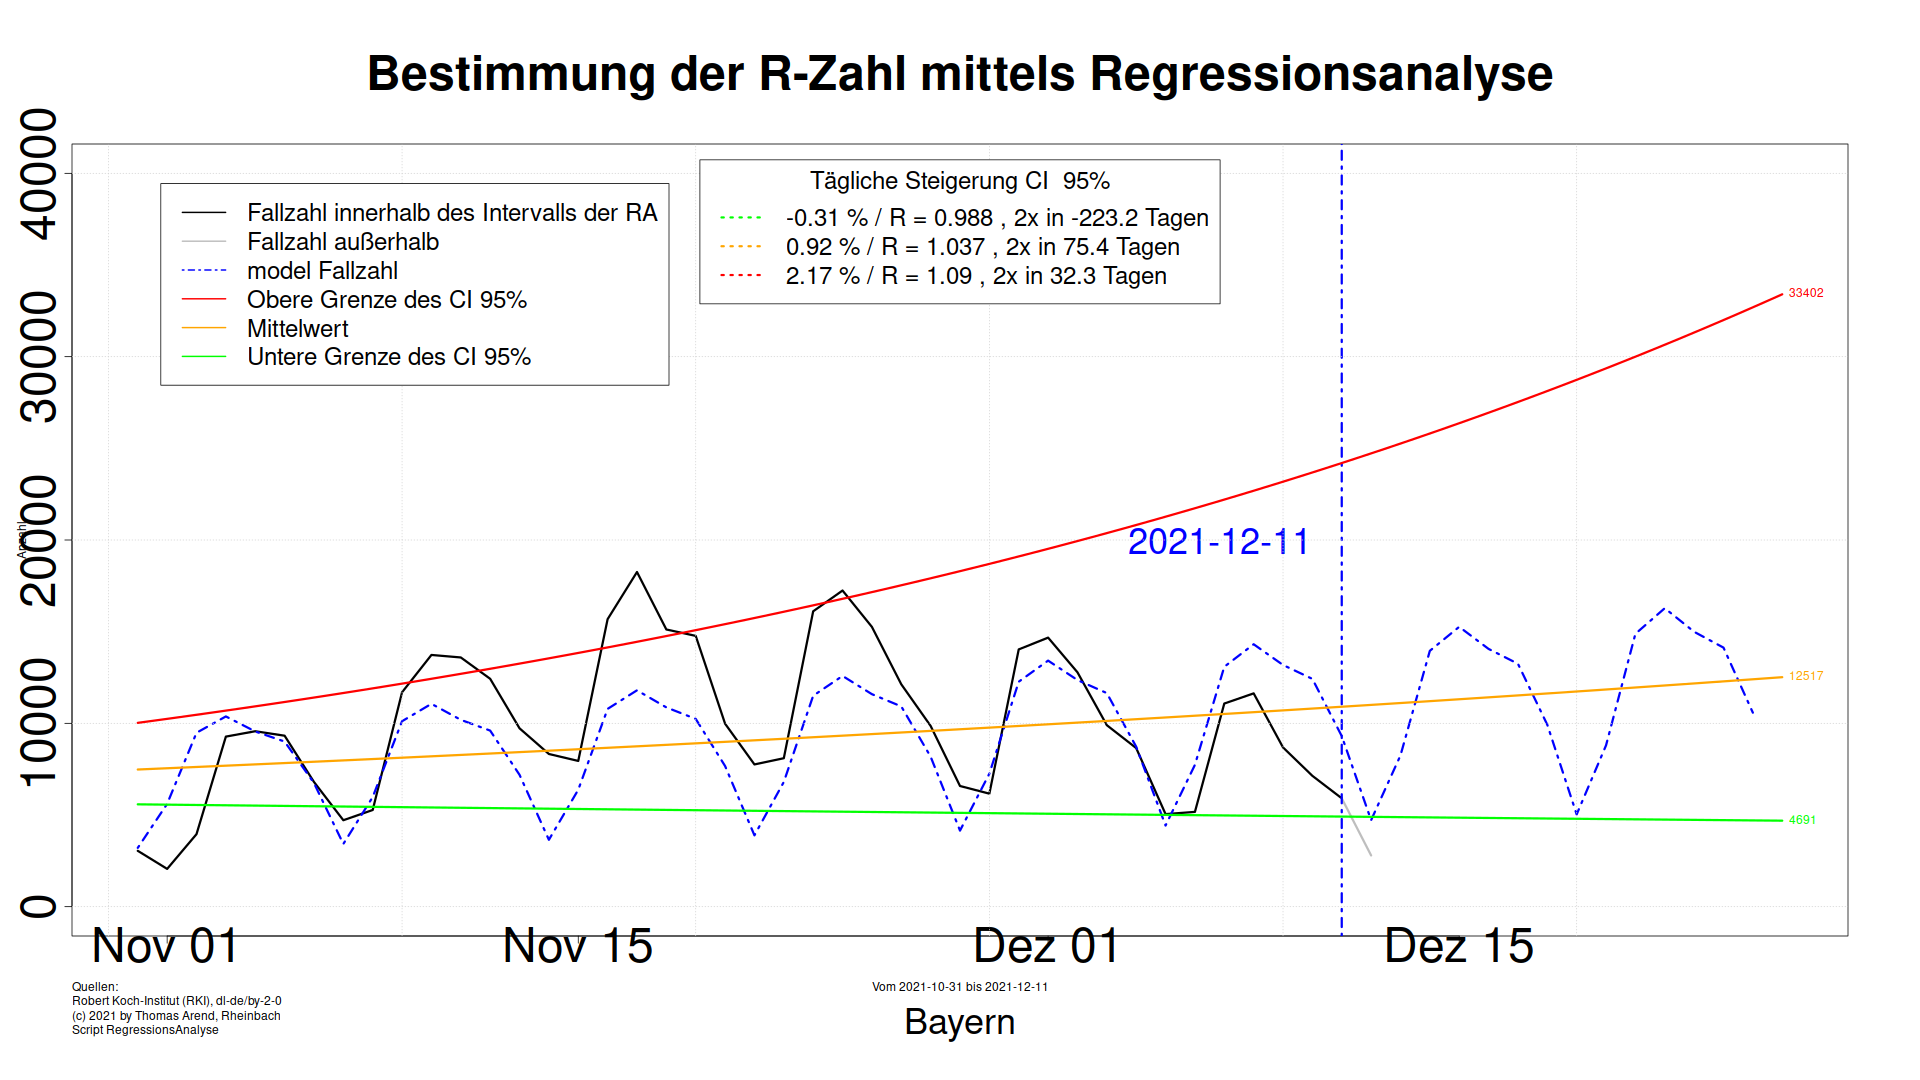 Bestimmung der R-Zahl mittels Regressionsanalyse
40000
30000
20000
10000
0
Anzahl
Fallzahl innerhalb des Intervalls der RA
Fallzahl außerhalb
model Fallzahl
Obere Grenze des CI 95%
Mittelwert
Untere Grenze des CI 95%
Tägliche Steigerung CI  95%
-0.31 % / R = 0.988 , 2x in -223.2 Tagen
0.92 % / R = 1.037 , 2x in 75.4 Tagen
2.17 % / R = 1.09 , 2x in 32.3 Tagen
33402
2021-12-11
12517
4691
Nov 01 Nov 15 Dez 01 Dez 15
Quellen:
Robert Koch-Institut (RKI), dl-de/by-2-0
(c) 2021 by Thomas Arend, Rheinbach
Script RegressionsAnalyse
Vom 2021-10-31 bis 2021-12-11
Bayern